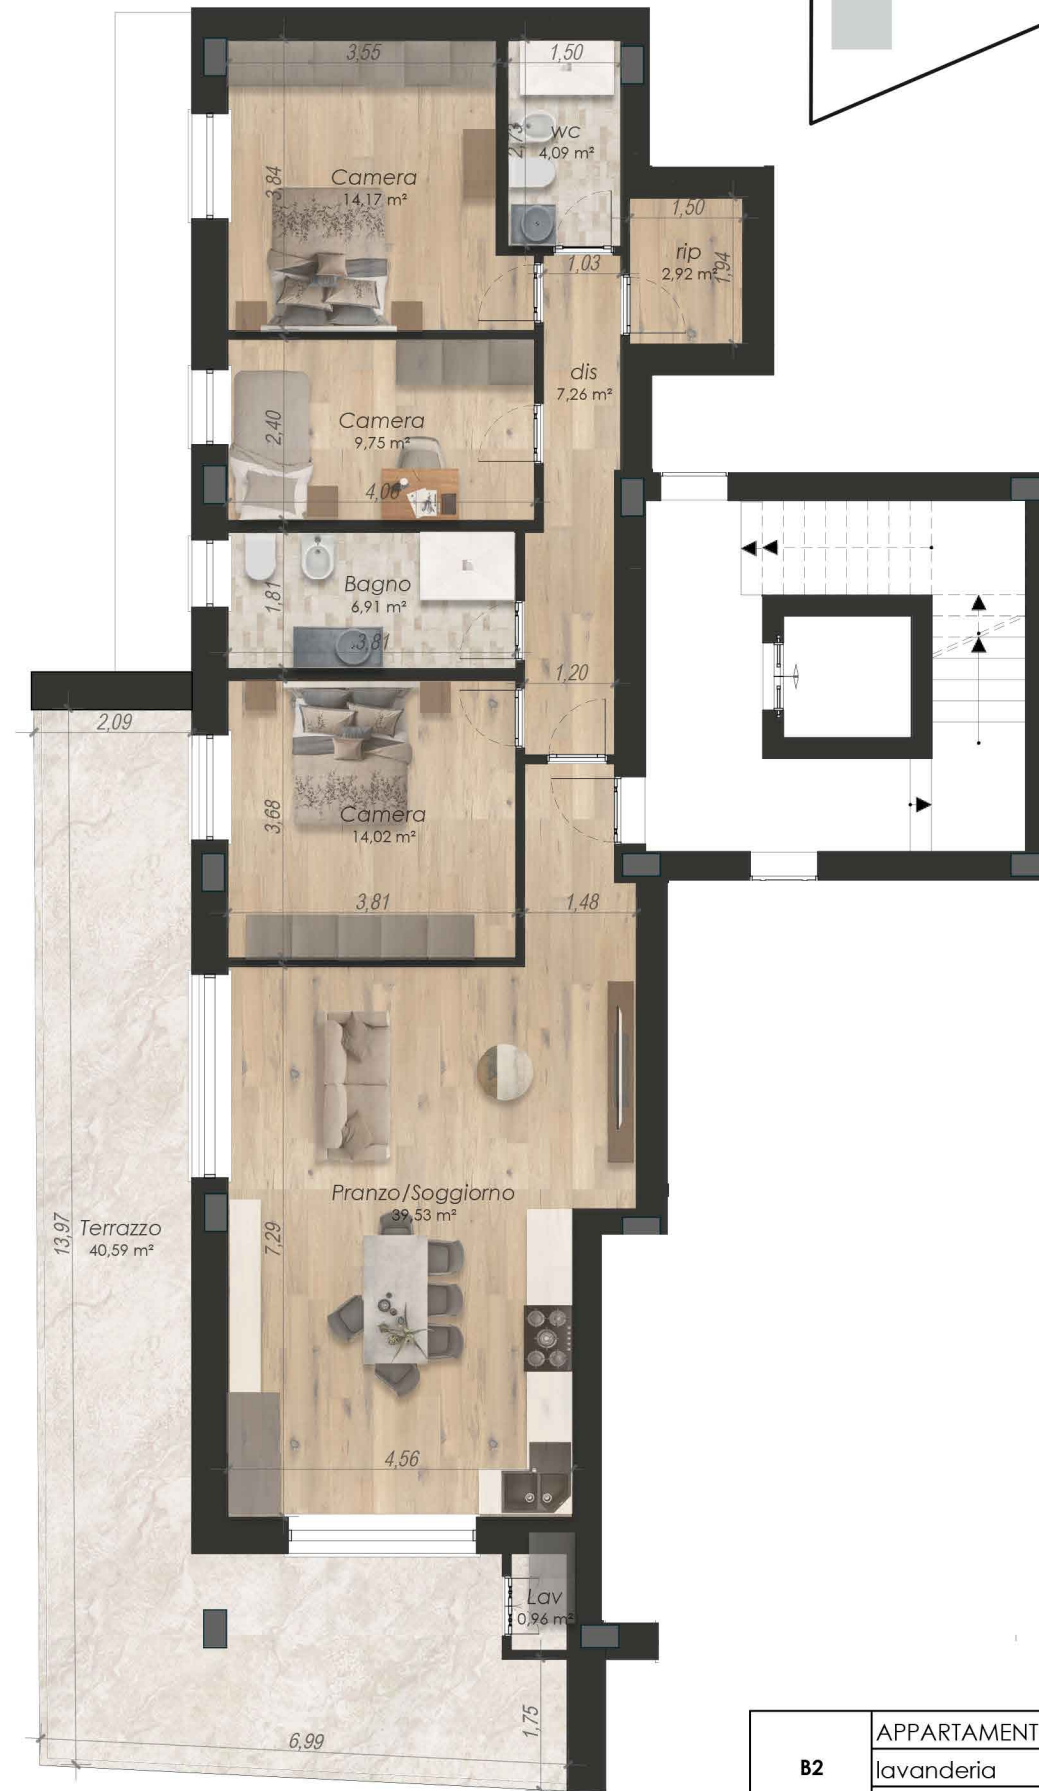 3,55
1,50
2,73
wc
4,09 m²
3,84
Camera
14,17 m²
1,50
rip
2,92 m²
1,94
1,03
dis
7,26 m²
Camera
9,75 m²
2,40
4,06
Bagno
6,91 m²
1,81
3,81
1,20
2,09
3,68
Camera
14,02 m²
3,81
1,48
Pranzo/Soggiorno
39,53 m²
7,29
13,97
Terrazzo
40,59 m²
4,56
Lav
0,96 m²
1,75
6,99
APPARTAMENT
B2
lavanderia